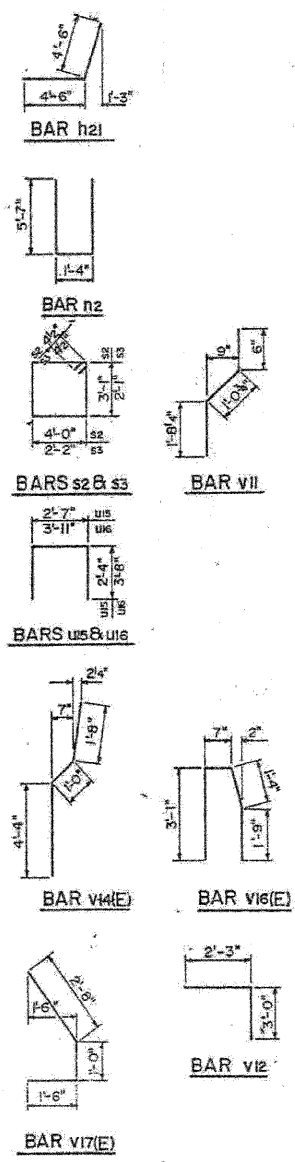 4'-6"
4'-6" 1'-3"
BAR h21
5'-7"
1'-4"
BAR n2
S2 S3
4½"
S2
S3
3'-1"
2'-1"
4'-0" S2
2'-2" S3
BARS S2 & S3
6"
1'-8¼"
BAR V11
2'-7" U15
3'-11" U16
2'-4"
3'-8"
U15
U16
BARS U15 & U16
2¼"
7"
1'-8"
1'-0"
4'-4"
BAR V14(E)
7" 2"
1'-4"
3'-1"
1'-9"
BAR V16(E)
2'-8"
1'-6"
1'-0"
1'-6"
BAR V17(E)
2'-3"
3'-0"
BAR V12